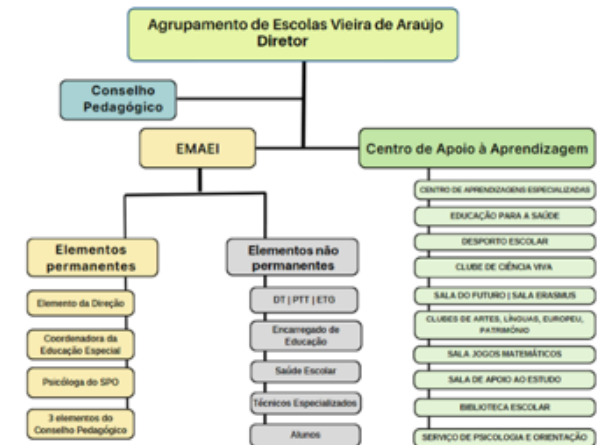 Agrupamento de Escolas Vieira de Araújo
Diretor
Conselho
Pedagógico
EMAEI
Centro de Apoio à Aprendizagem
Elementos
permanentes
Elemento da Direção
Coordenadora da
Educação Especial
Psicóloga do SPO
3 elementos do
Conselho Pedagógico
Elementos não
permanentes
DT | PTT | ETG
Encarregado de
Educação
Saúde Escolar
Técnicos Especializados
Alunos
CENTRO DE APRENDIZAGENS ESPECIALIZADAS
EDUCAÇÃO PARA A SAÚDE
DESPORTO ESCOLAR
CLUBE DE CIÊNCIA VIVA
SALA DO FUTURO | SALA ERASMUS
CLUBES DE ARTES, LÍNGUAS, EUROPEU,
PATRIMÓNIO
SALA JOGOS MATEMÁTICOS
SALA DE APOIO AO ESTUDO
BIBLIOTECA ESCOLAR
SERVIÇO DE PSICOLOGIA E ORIENTAÇÃO